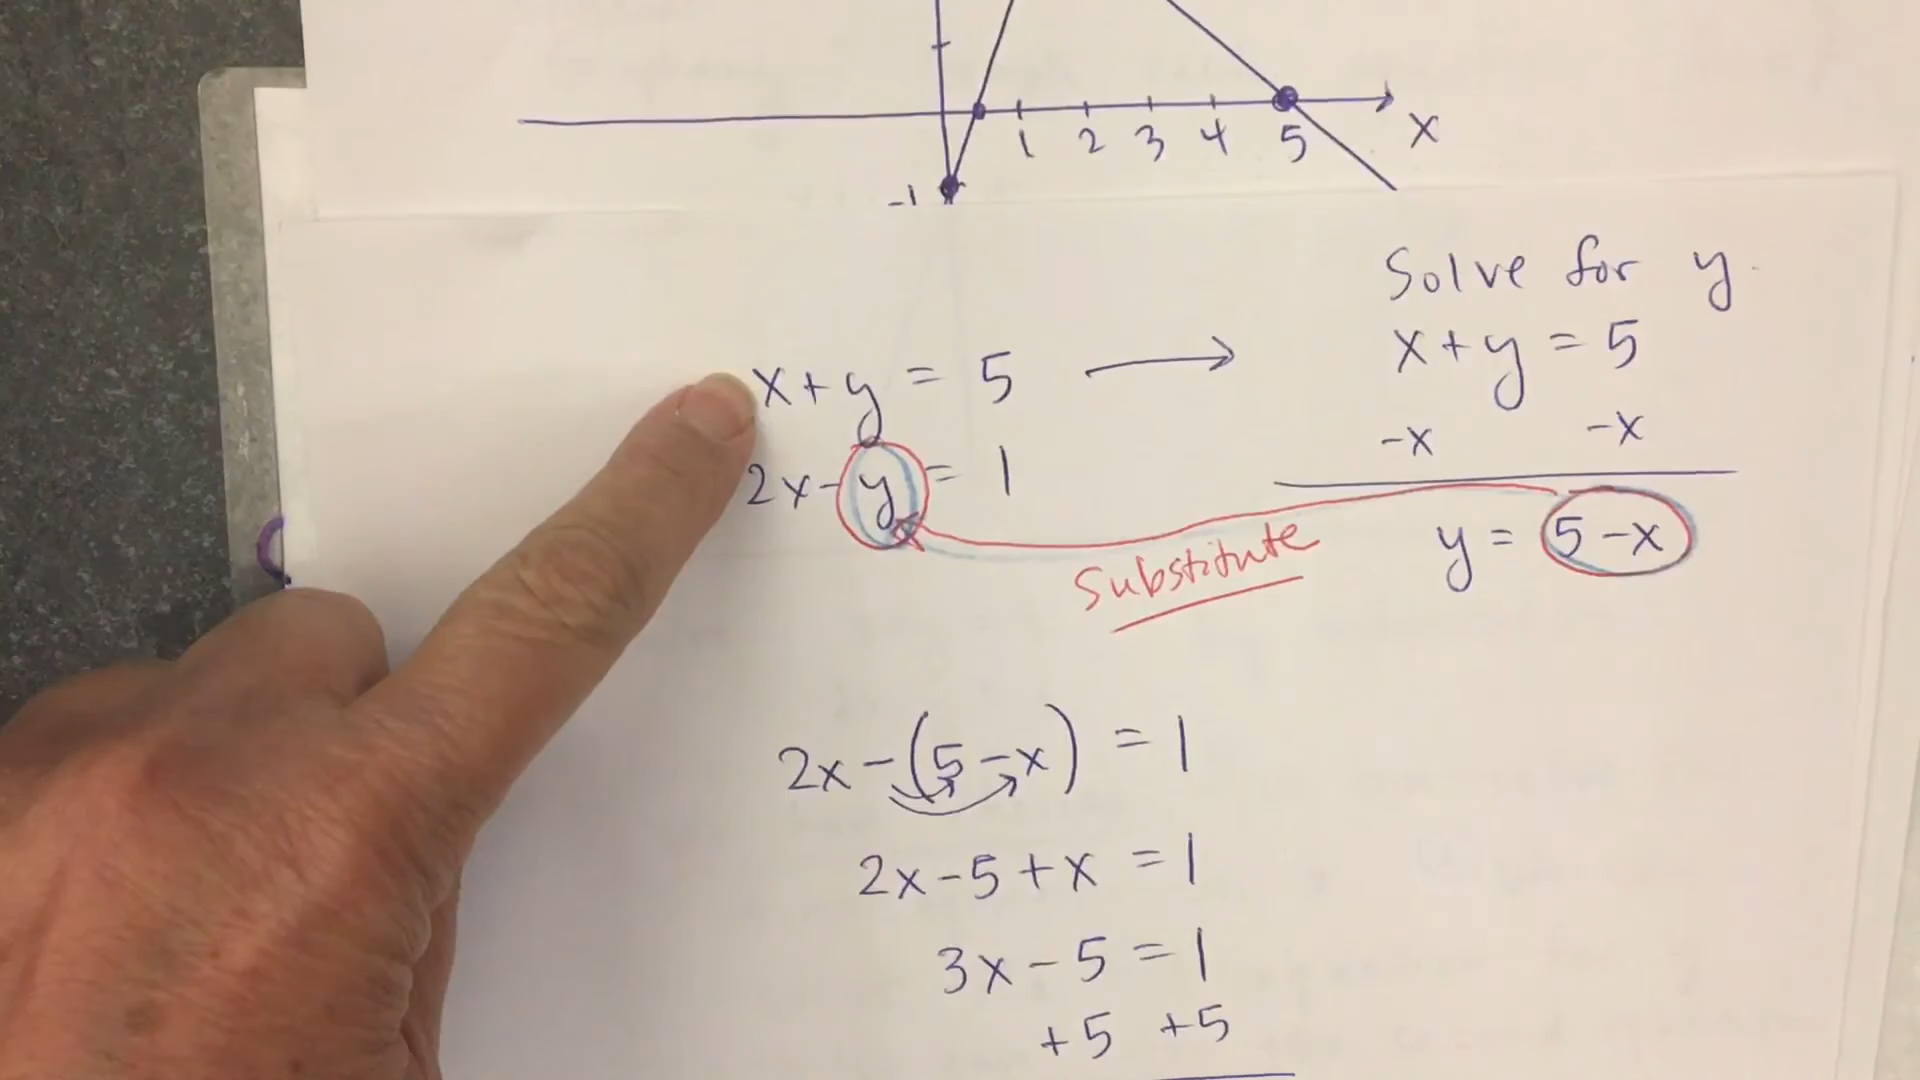 1 2 3 4 5 x
-1
Solve for y
x+y = 5 → x+y = 5
-x -x
2x-y = 1
y = 5-x
Substitute
2x-(5-x) = 1
2x-5+x = 1
3x-5 = 1
+5 +5